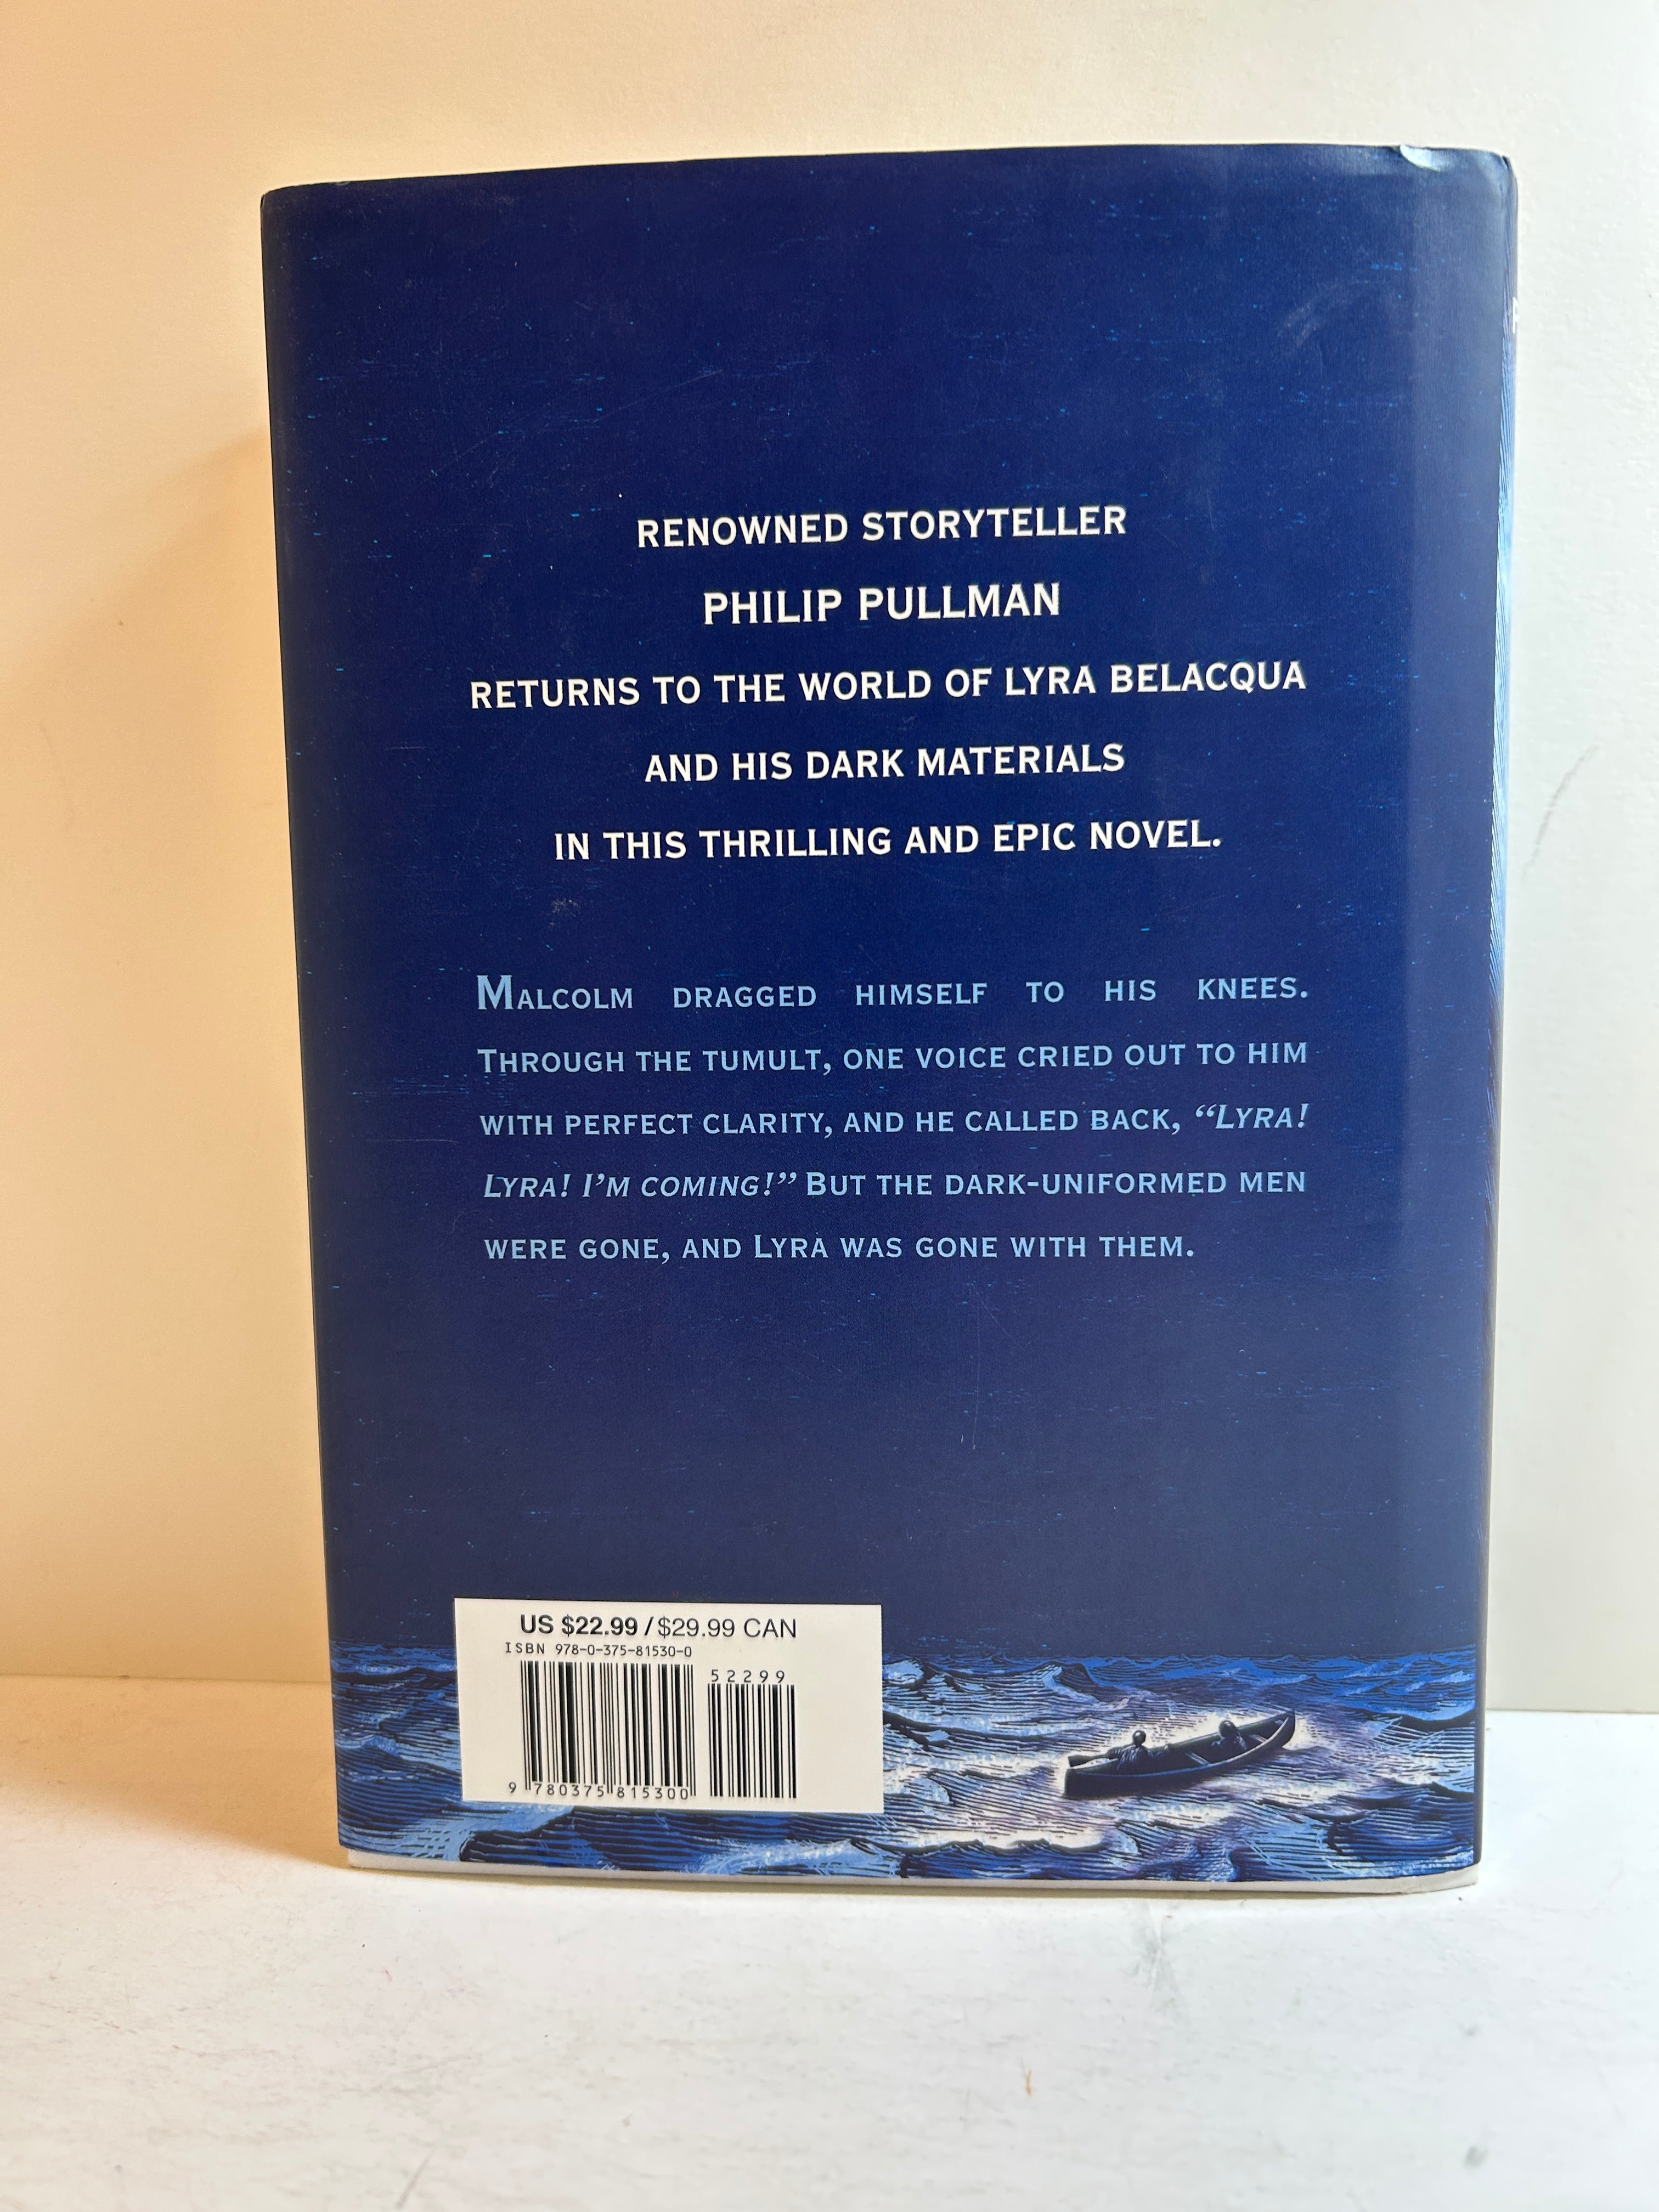 RENOWNED STORYTELLER
PHILIP PULLMAN
RETURNS TO THE WORLD OF LYRA BELACQUA
AND HIS DARK MATERIALS
IN THIS THRILLING AND EPIC NOVEL.
MALCOLM DRAGGED HIMSELF TO HIS KNEES.
THROUGH THE TUMULT, ONE VOICE CRIED OUT TO HIM
WITH PERFECT CLARITY, AND HE CALLED BACK, “LYRA!
LYRA! I’M COMING!” BUT THE DARK-UNIFORMED MEN
WERE GONE, AND LYRA WAS GONE WITH THEM.
US $22.99 / $29.99 CAN
ISBN 978-0-375-81530-0
52299
9 780375 815300